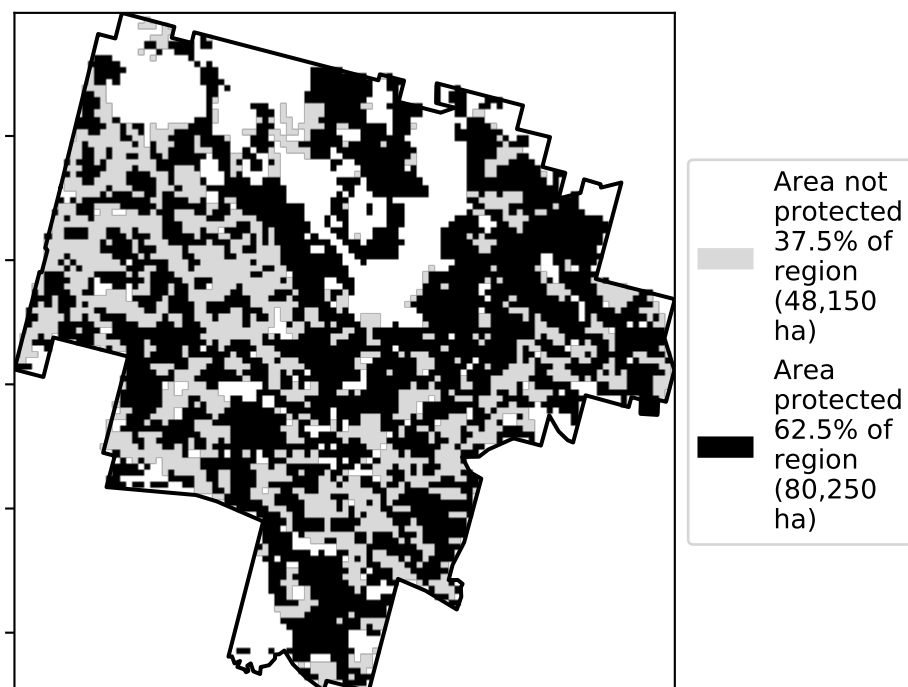 Area not
protected
37.5% of
region
(48,150
ha)
Area
protected
62.5% of
region
(80,250
ha)